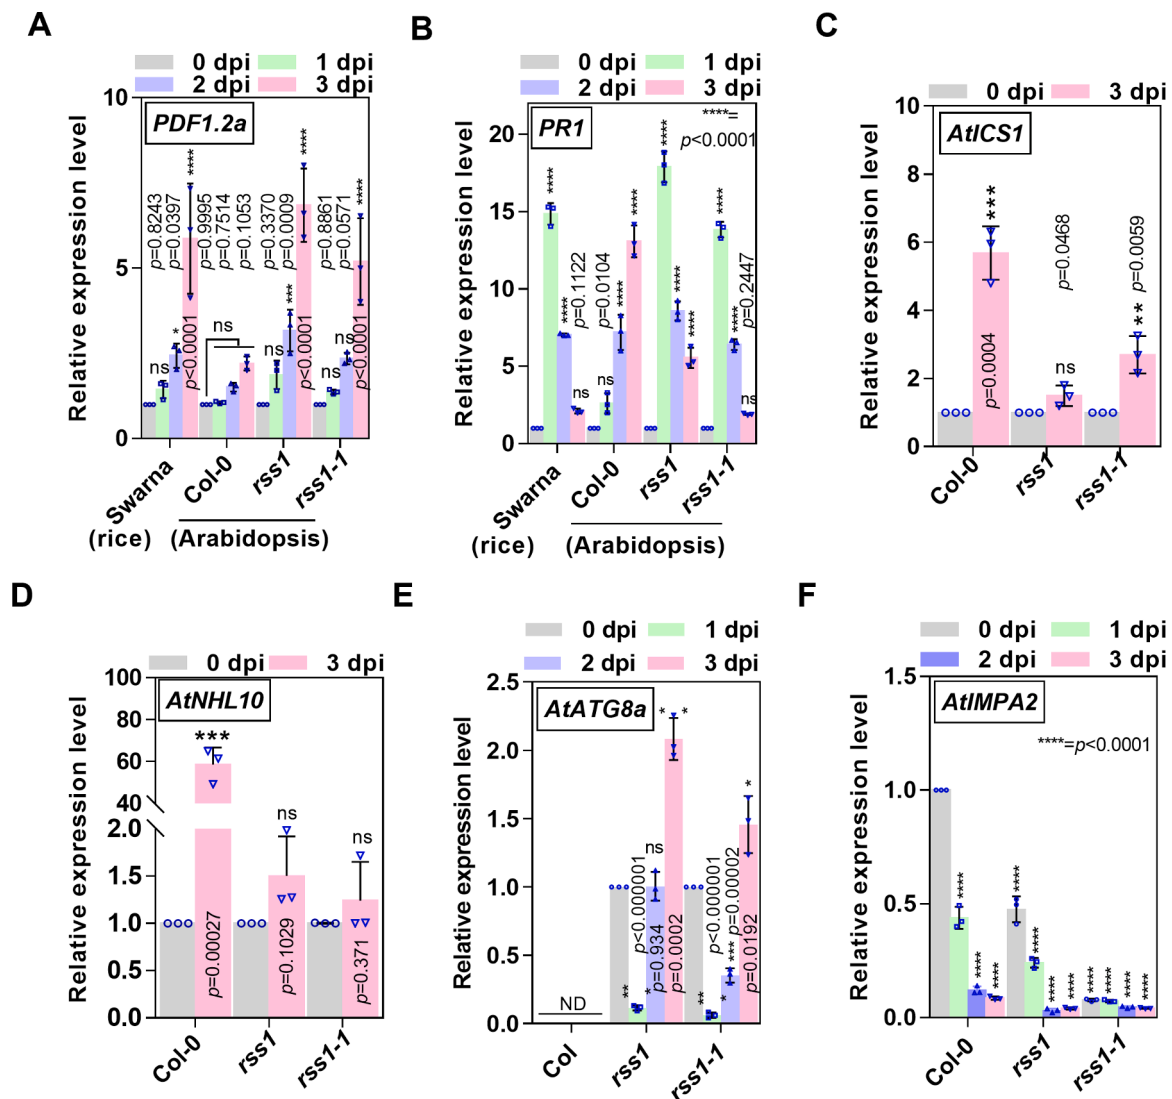 A
0 dpi 1 dpi
2 dpi 3 dpi
Relative expression level
10
5
0
PDF1.2a
p=0.8243
p=0.0397
p=0.9995
p=0.7514
p=0.1053
p=0.3370
p=0.0009
p=0.8861
p=0.0571
ns
*
****
p<0.0001
ns
ns
***
****
p<0.0001
ns
****
p<0.0001
Swarna
Col-0
rss1
rss1-1
(rice) (Arabidopsis)
B
0 dpi 1 dpi
2 dpi 3 dpi
Relative expression level
20
15
10
5
0
PR1
****=
p<0.0001
****
****
ns
p=0.1122
p=0.0104
ns
****
****
****
****
****
****
****
ns
p=0.2447
Swarna
Col-0
rss1
rss1-1
(rice) (Arabidopsis)
C
0 dpi 3 dpi
Relative expression level
10
8
6
4
2
0
AtICS1
***
p=0.0004
p=0.0468
ns
p=0.0059
**
Col-0
rss1
rss1-1
D
0 dpi 3 dpi
Relative expression level
100
80
60
40
2.0
1.5
1.0
0.5
0.0
AtNHL10
***
p=0.00027
ns
p=0.1029
ns
p=0.371
Col-0
rss1
rss1-1
E
0 dpi 1 dpi
2 dpi 3 dpi
Relative expression level
2.5
2.0
1.5
1.0
0.5
0.0
AtATG8a
ND
**
*
p<0.000001
ns
p=0.934
* *
p=0.0002
**
*
p<0.000001
***
p=0.00002
*
p=0.0192
Col
rss1
rss1-1
F
0 dpi 1 dpi
2 dpi 3 dpi
Relative expression level
1.5
1.0
0.5
0.0
AtIMPA2
****=p<0.0001
****
****
****
****
****
****
****
****
****
****
****
Col-0
rss1
rss1-1